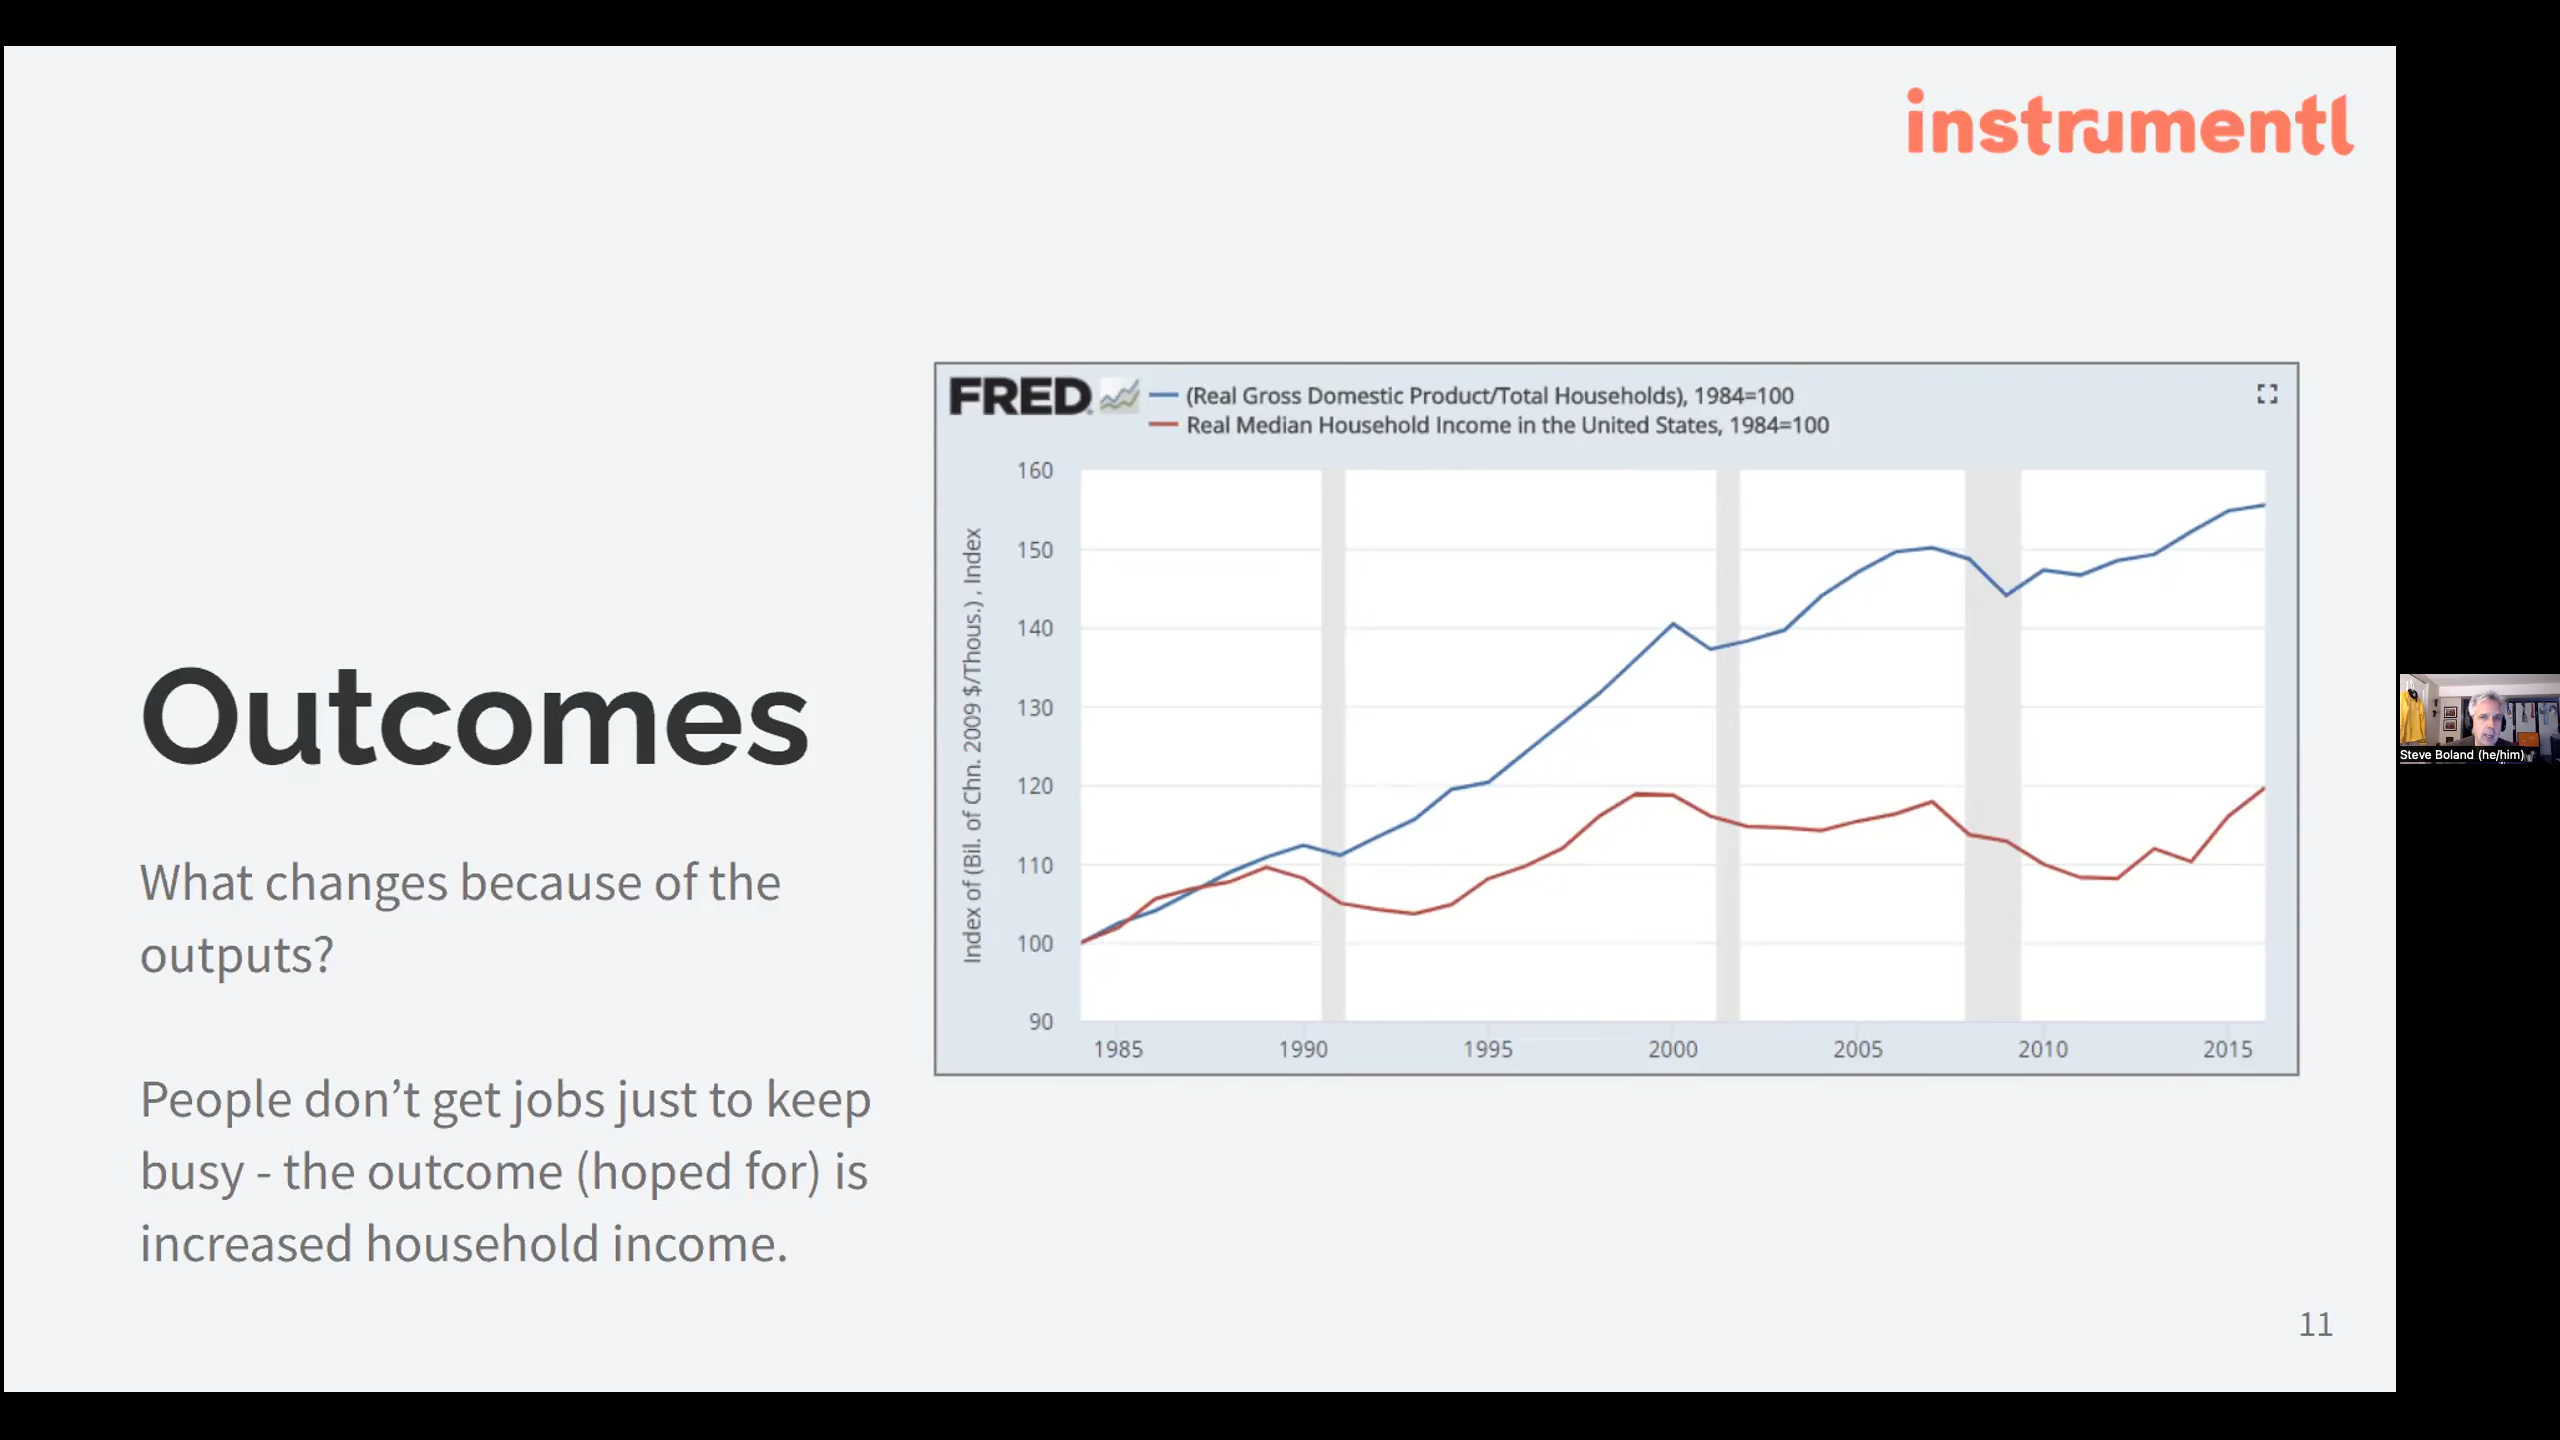 instrumentl
Outcomes
What changes because of the
outputs?
People don’t get jobs just to keep
busy - the outcome (hoped for) is
increased household income.
FRED
(Real Gross Domestic Product/Total Households), 1984=100
Real Median Household Income in the United States, 1984=100
Index of (Bil. of Chn. 2009 $/Thous.) , Index
160
150
140
130
120
110
100
90
1985 1990 1995 2000 2005 2010 2015
Steve Boland (he/him)
11